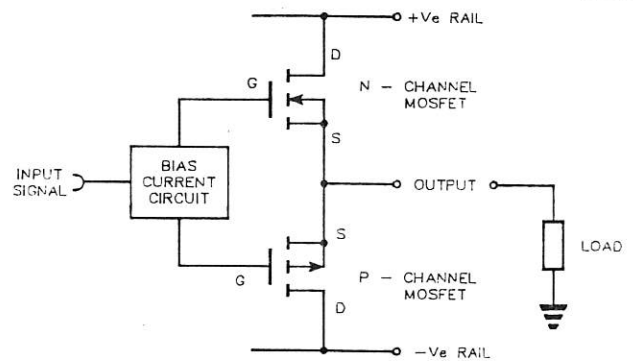 +Ve RAIL
D
G
N - CHANNEL
MOSFET
S
INPUT
SIGNAL
BIAS
CURRENT
CIRCUIT
OUTPUT
S
LOAD
G
P - CHANNEL
MOSFET
D
-Ve RAIL